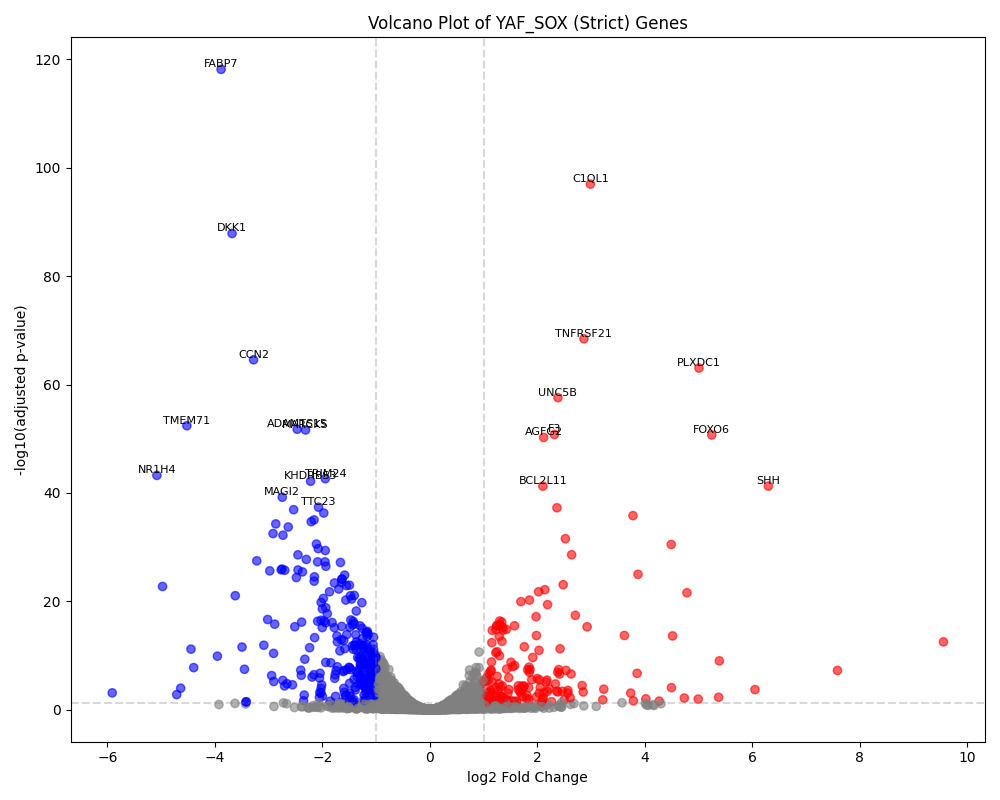 Volcano Plot of YAF_SOX (Strict) Genes
120
100
80
60
40
20
0
-log10(adjusted p-value)
FABP7
C1QL1
DKK1
TNFRSF21
CCN2
PLXDC1
UNC5B
TMEM71
MARCKS
F3
AGFG2
FOXO6
NR1H4
TRIM24
BCL2L11
SHH
MAGI2
TTC23
−6
−4
−2
0
2
4
6
8
10
log2 Fold Change